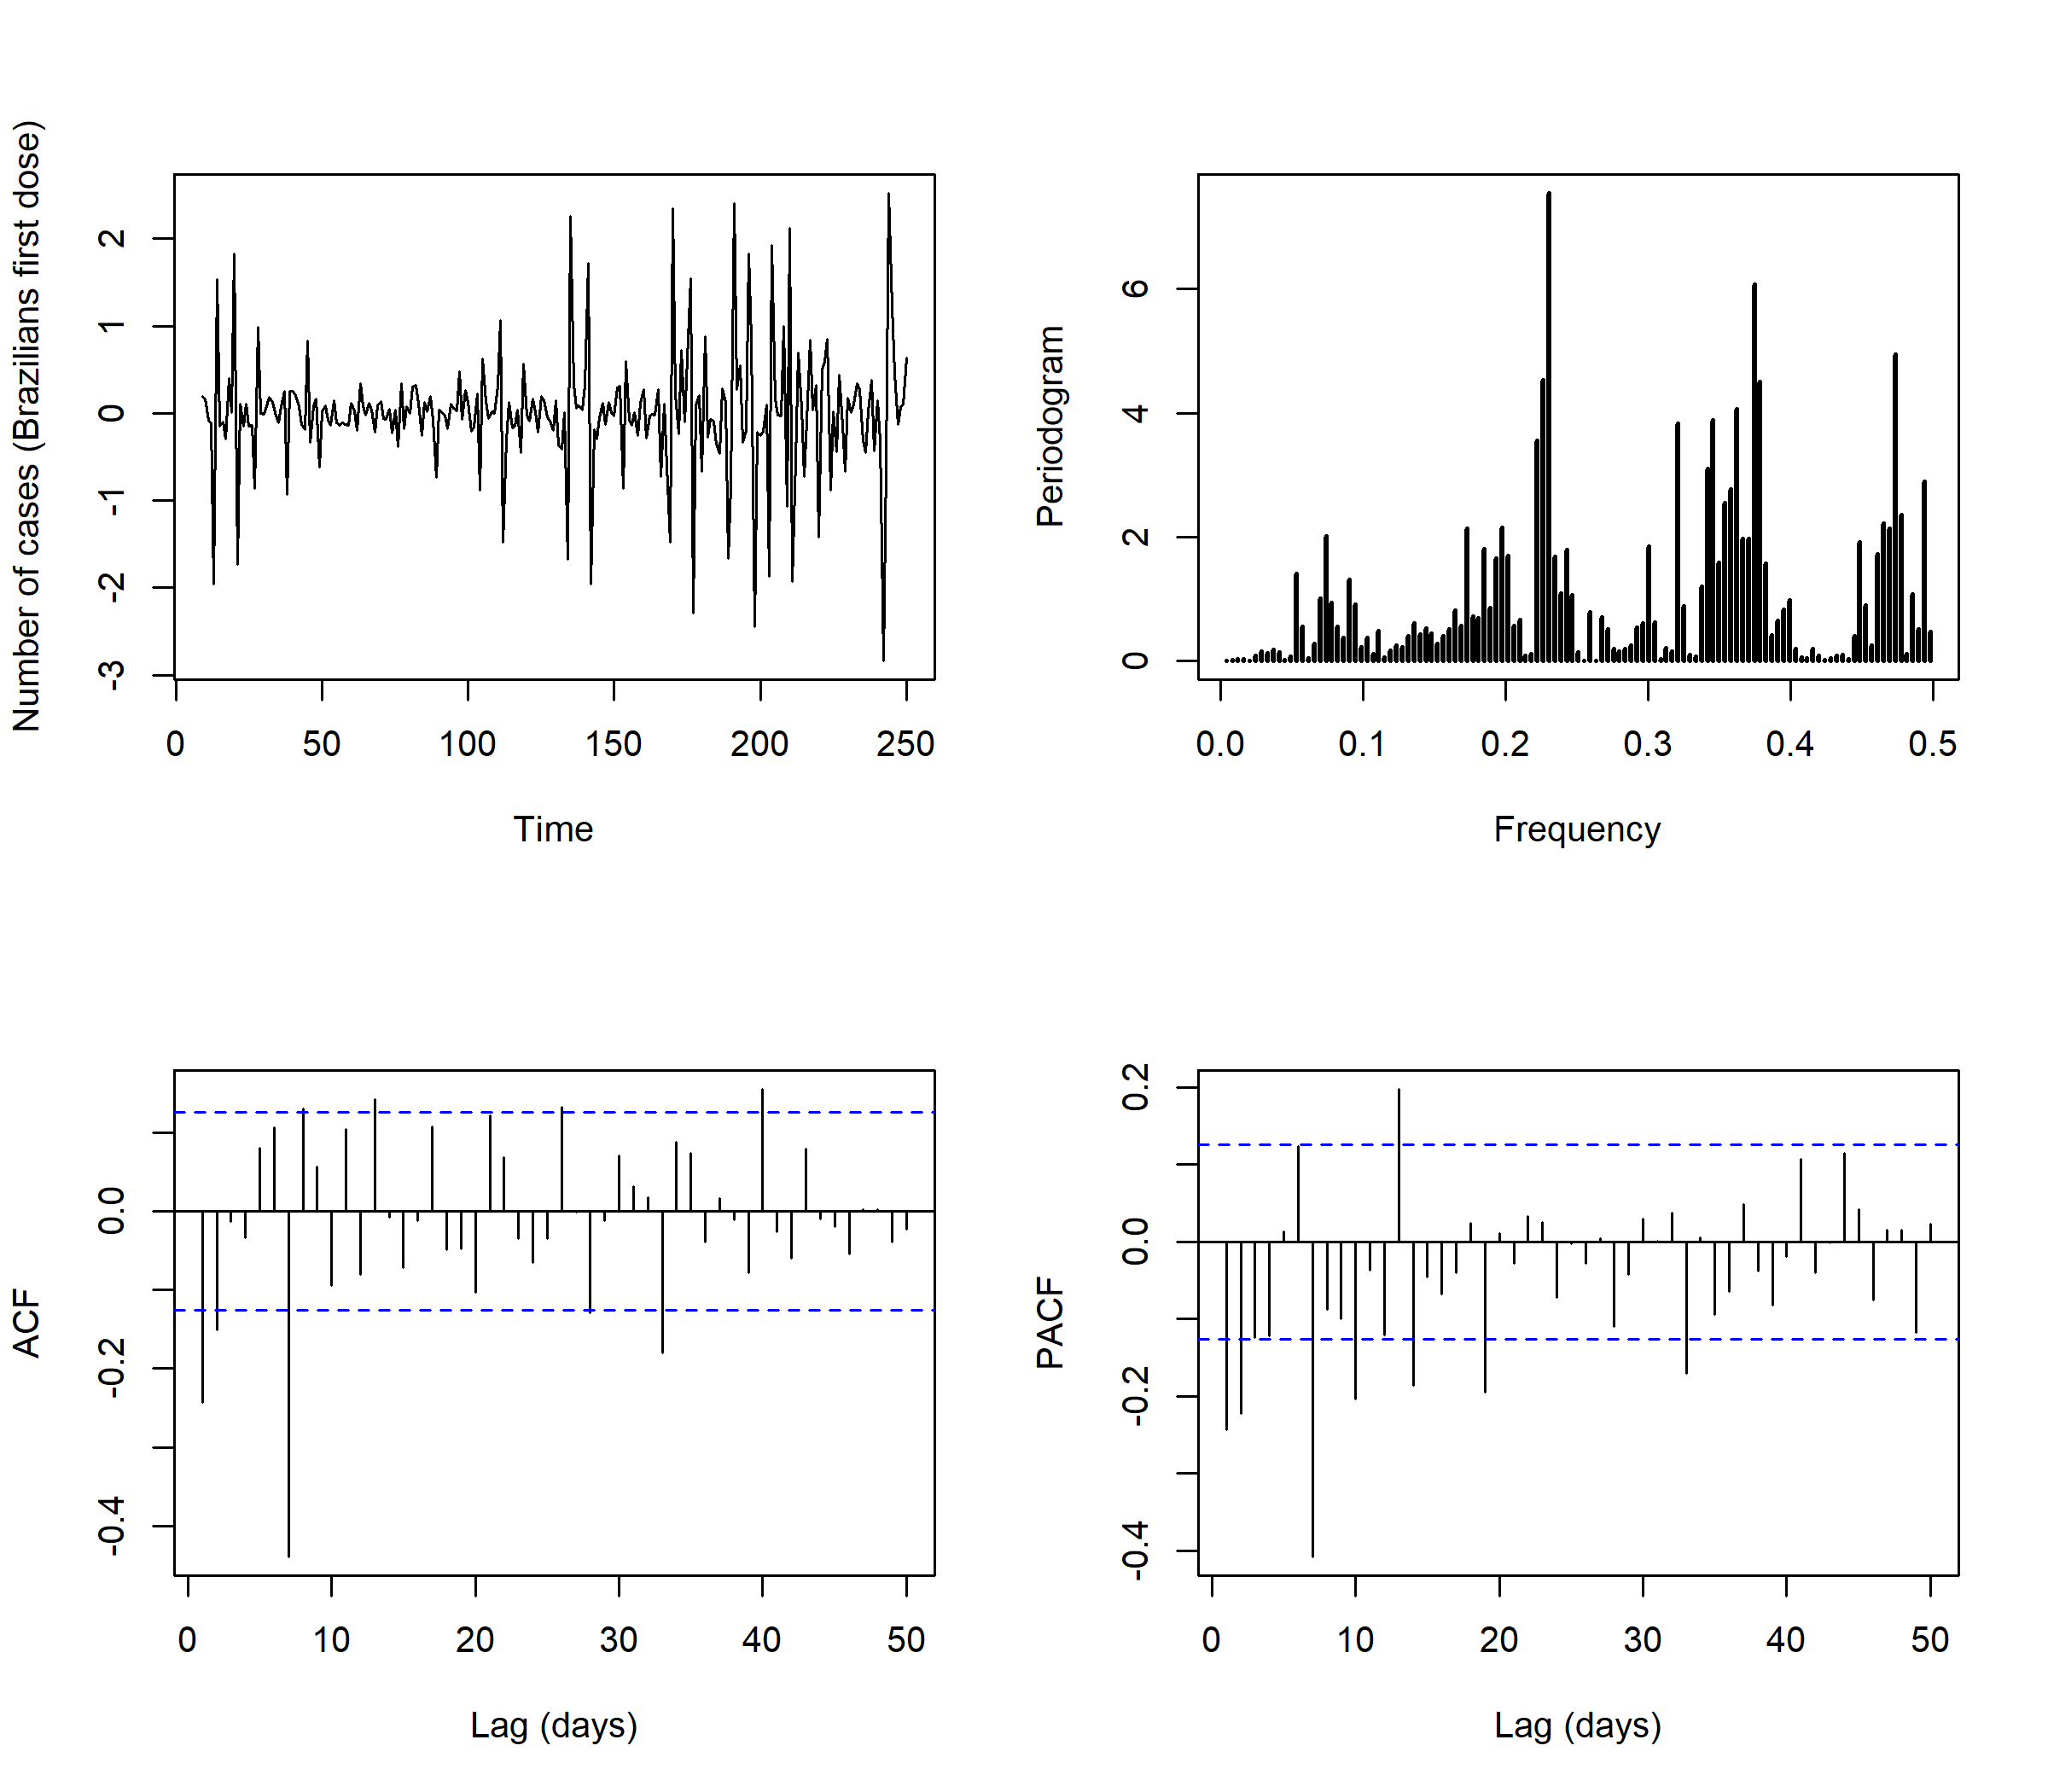 Number of cases (Brazilians first dose)
2
1
0
-1
-2
-3
0 50 100 150 200 250
Time
Periodogram
6
4
2
0
0.0 0.1 0.2 0.3 0.4 0.5
Frequency
ACF
0.0
-0.2
-0.4
0 10 20 30 40 50
Lag (days)
PACF
0.2
0.0
-0.2
-0.4
0 10 20 30 40 50
Lag (days)